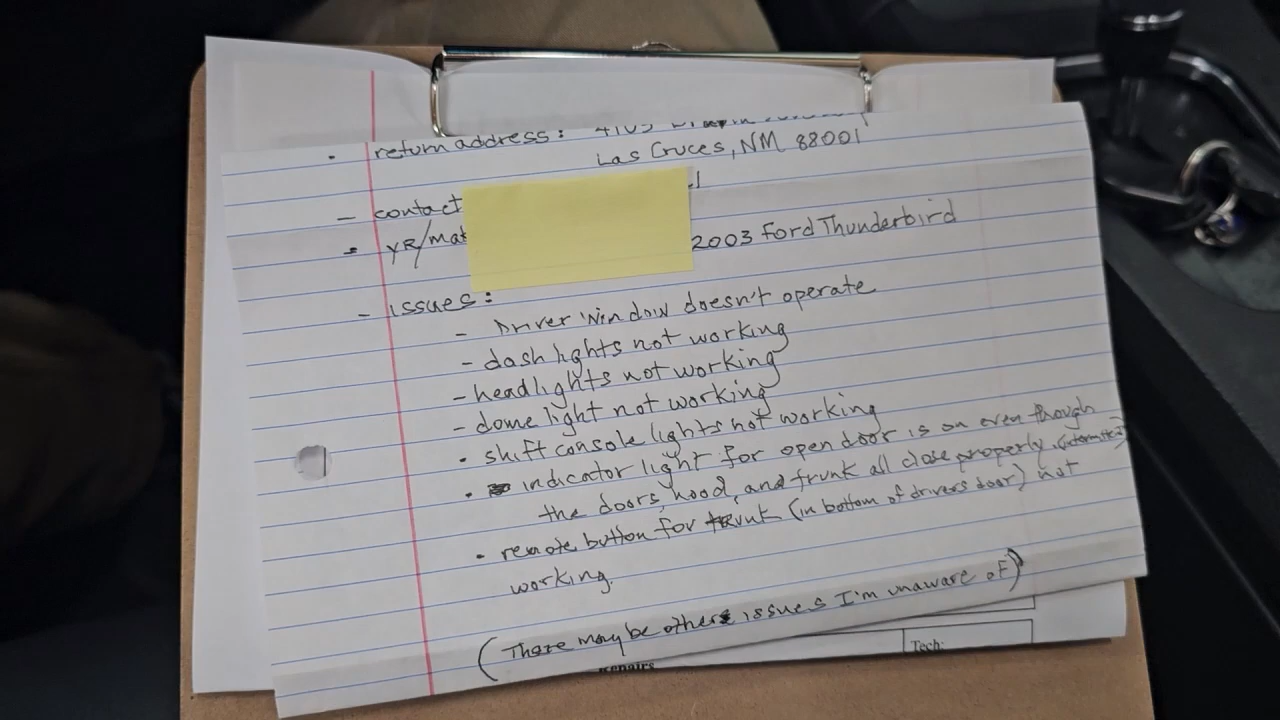 • return address: 4105
Las Cruces, NM 88001
- contact
- YR/Mak 2003 Ford Thunderbird
- issues:
- Driver Window doesn't operate
- dash lights not working
- headlights not working
- dome light not working
• shift console lights not working
• indicator light for open door is on even though
the doors, hood, and trunk all close properly.
• remote button for trunk (in bottom of drivers door) not
working.
(There may be others issues I'm unaware of)
Repairs
Tech: